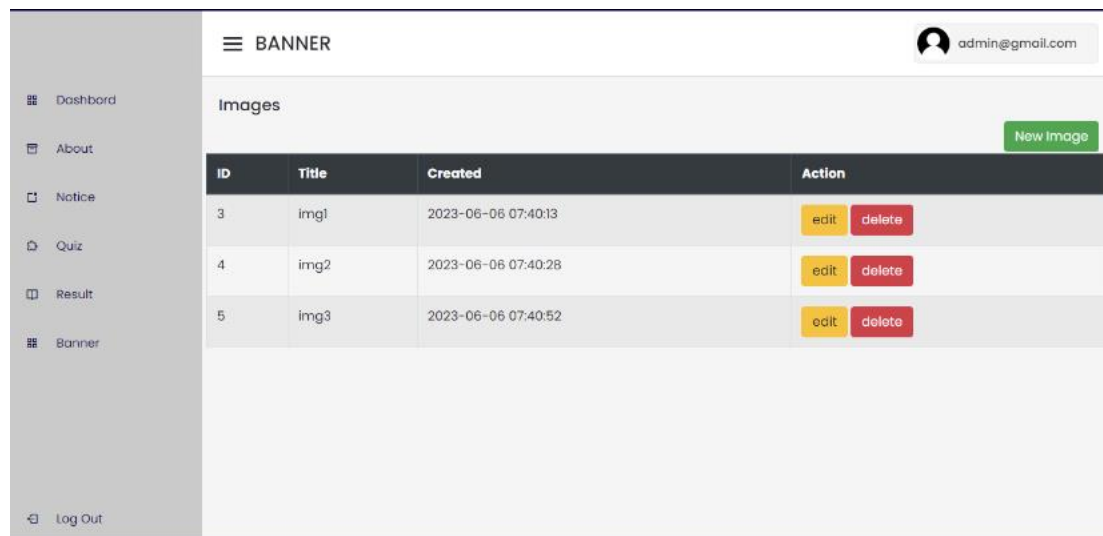 BANNER
admin@gmail.com
Dashbord
About
Notice
Quiz
Result
Banner
Log Out
Images
New Image
ID Title Created Action
3 img1 2023-06-06 07:40:13 edit delete
4 img2 2023-06-06 07:40:28 edit delete
5 img3 2023-06-06 07:40:52 edit delete